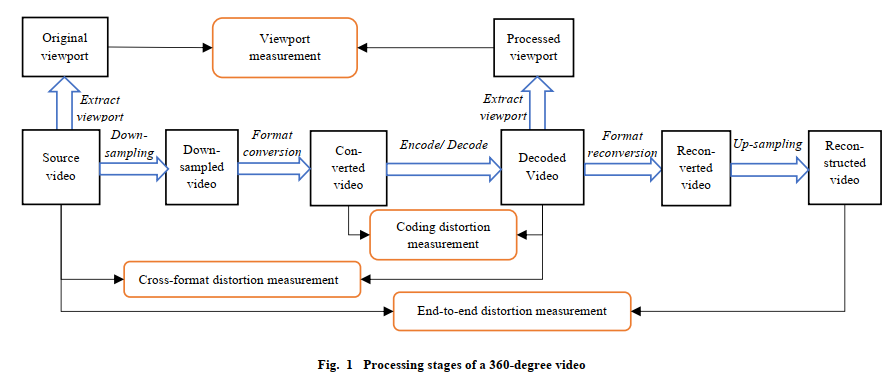 Original
viewport
Viewport
measurement
Processed
viewport
Extract
viewport
Extract
viewport
Source
video
Down-
sampling
Down-
sampled
video
Format
conversion
Con-
verted
video
Encode/ Decode
Decoded
Video
Format
reconversion
Recon-
verted
video
Up-sampling
Recon-
structed
video
Coding distortion
measurement
Cross-format distortion measurement
End-to-end distortion measurement
Fig. 1 Processing stages of a 360-degree video